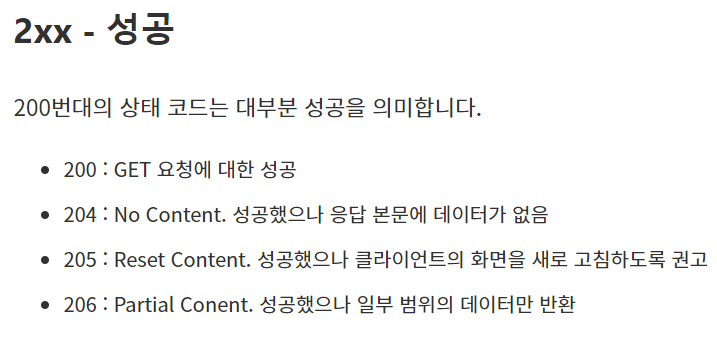 2xx - 성공
200번대의 상태 코드는 대부분 성공을 의미합니다.
• 200 : GET 요청에 대한 성공
• 204 : No Content. 성공했으나 응답 본문에 데이터가 없음
• 205 : Reset Content. 성공했으나 클라이언트의 화면을 새로 고침하도록 권고
• 206 : Partial Conent. 성공했으나 일부 범위의 데이터만 반환